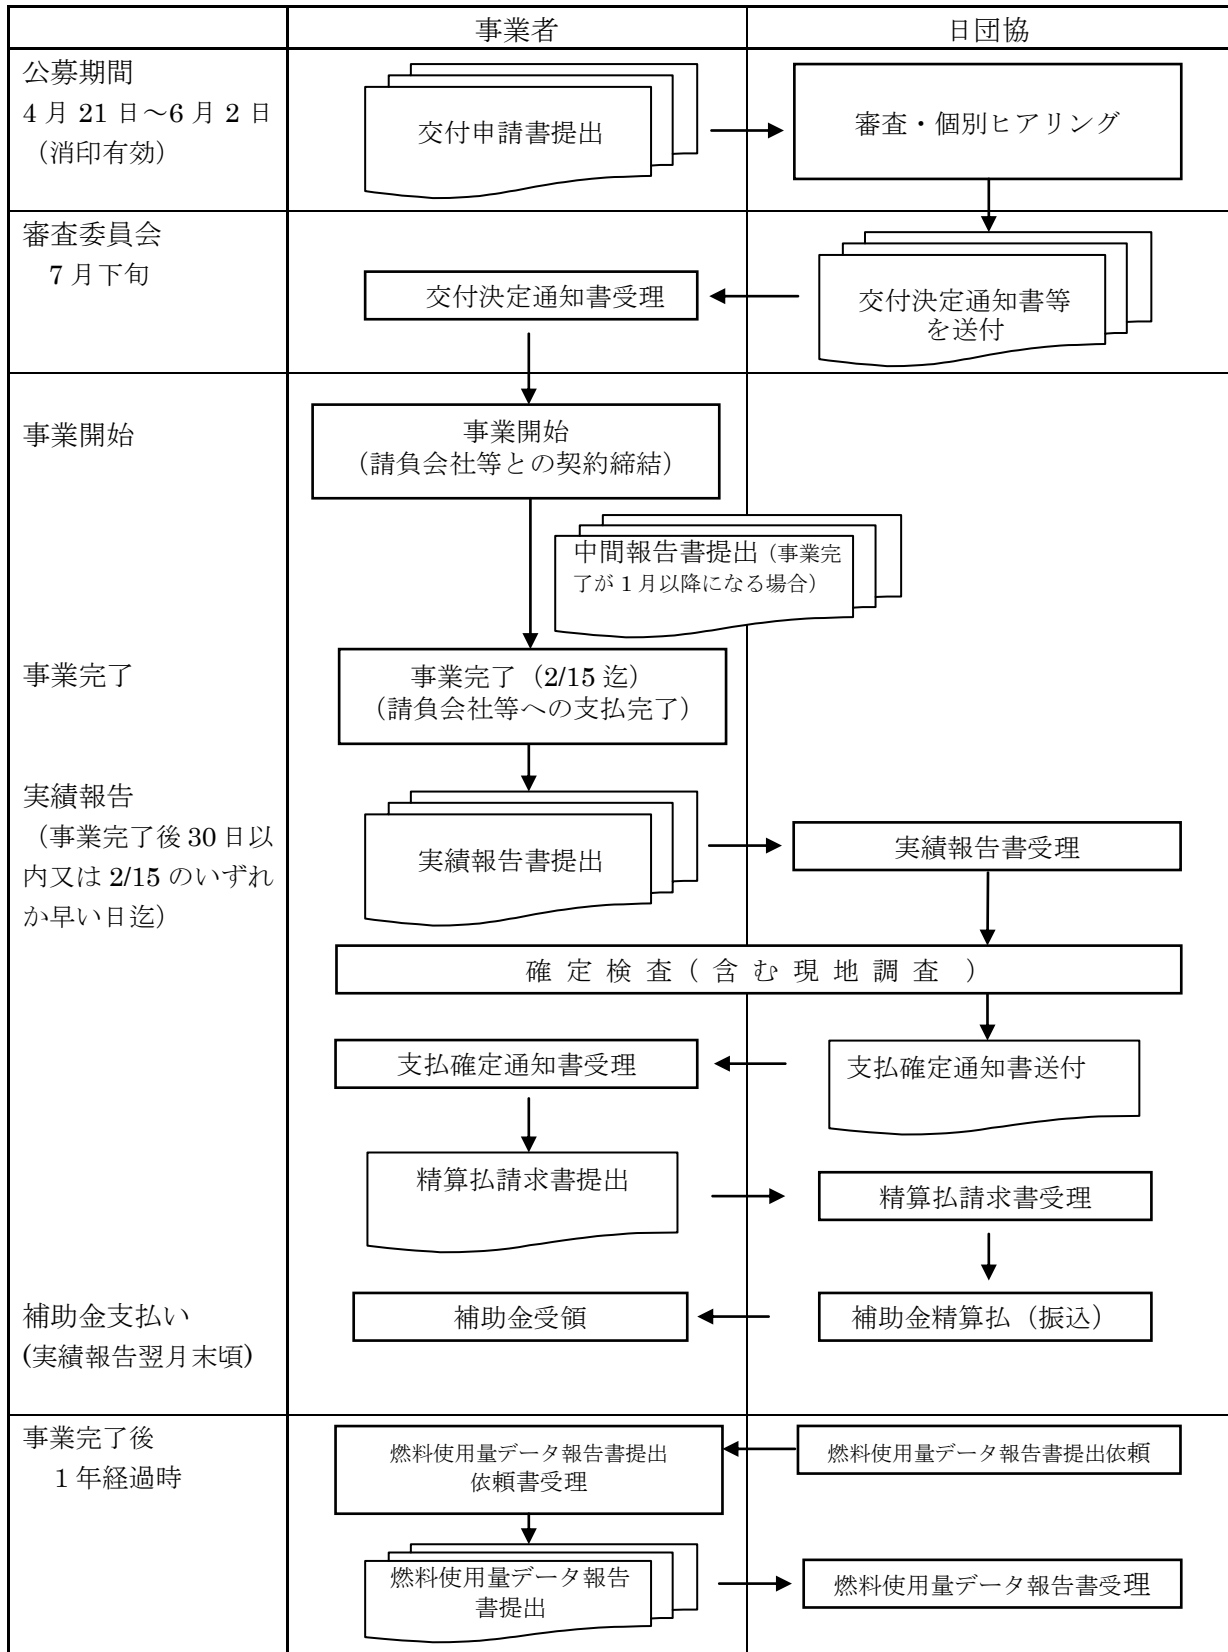 事業者
日団協
公募期間
4月21日～6月2日
（消印有効）
交付申請書提出
審査・個別ヒアリング
審査委員会
7月下旬
交付決定通知書受理
交付決定通知書等
を送付
事業開始
事業開始
（請負会社等との契約締結）
中間報告書提出（事業完
了が1月以降になる場合）
事業完了
事業完了（2/15迄）
（請負会社等への支払完了）
実績報告
（事業完了後30日以
内又は2/15のいずれ
か早い日迄）
実績報告書提出
実績報告書受理
確定検査（含む現地調査 ）
支払確定通知書受理
支払確定通知書送付
精算払請求書提出
精算払請求書受理
補助金支払い
(実績報告翌月末頃)
補助金受領
補助金精算払（振込）
事業完了後
1年経過時
燃料使用量データ報告書提出
依頼書受理
燃料使用量データ報告書提出依頼
燃料使用量データ報告
書提出
燃料使用量データ報告書受理